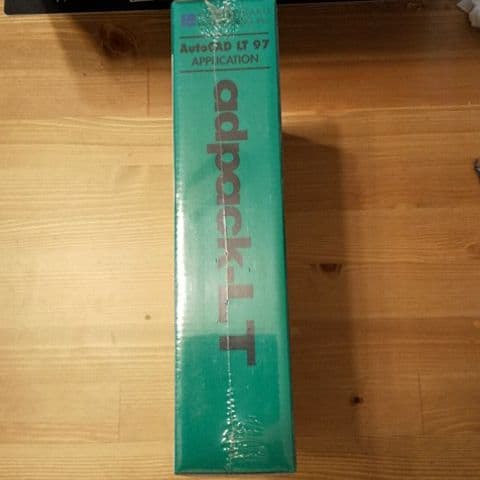 AutoCAD LT 97
APPLICATION
adpack-LT